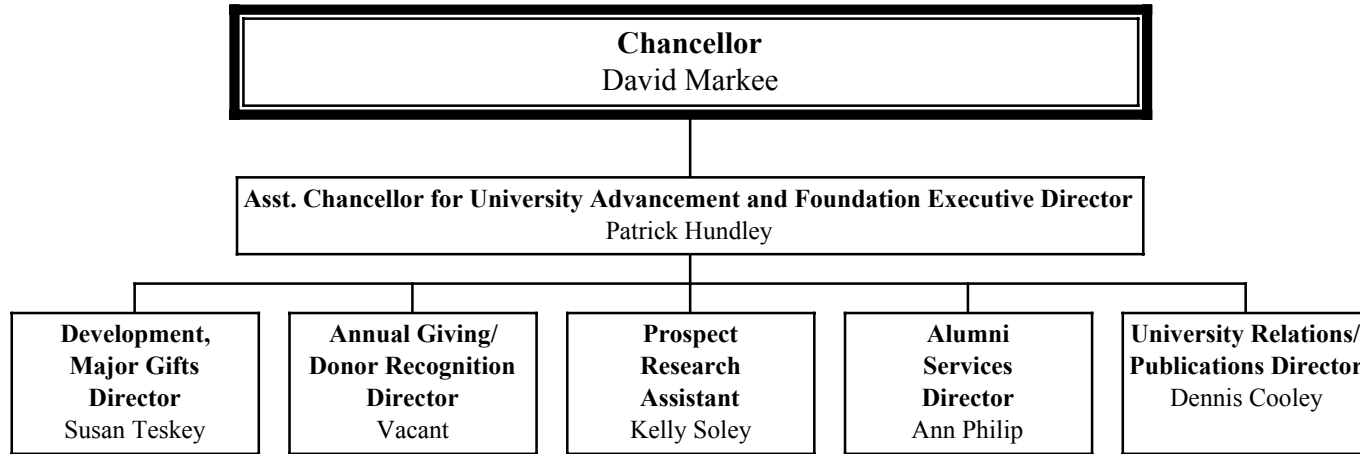 Chancellor
David Markee
Asst. Chancellor for University Advancement and Foundation Executive Director
Patrick Hundley
Development,
Major Gifts
Director
Susan Teskey
Annual Giving/
Donor Recognition
Director
Vacant
Prospect
Research
Assistant
Kelly Soley
Alumni
Services
Director
Ann Philip
University Relations/
Publications Director
Dennis Cooley